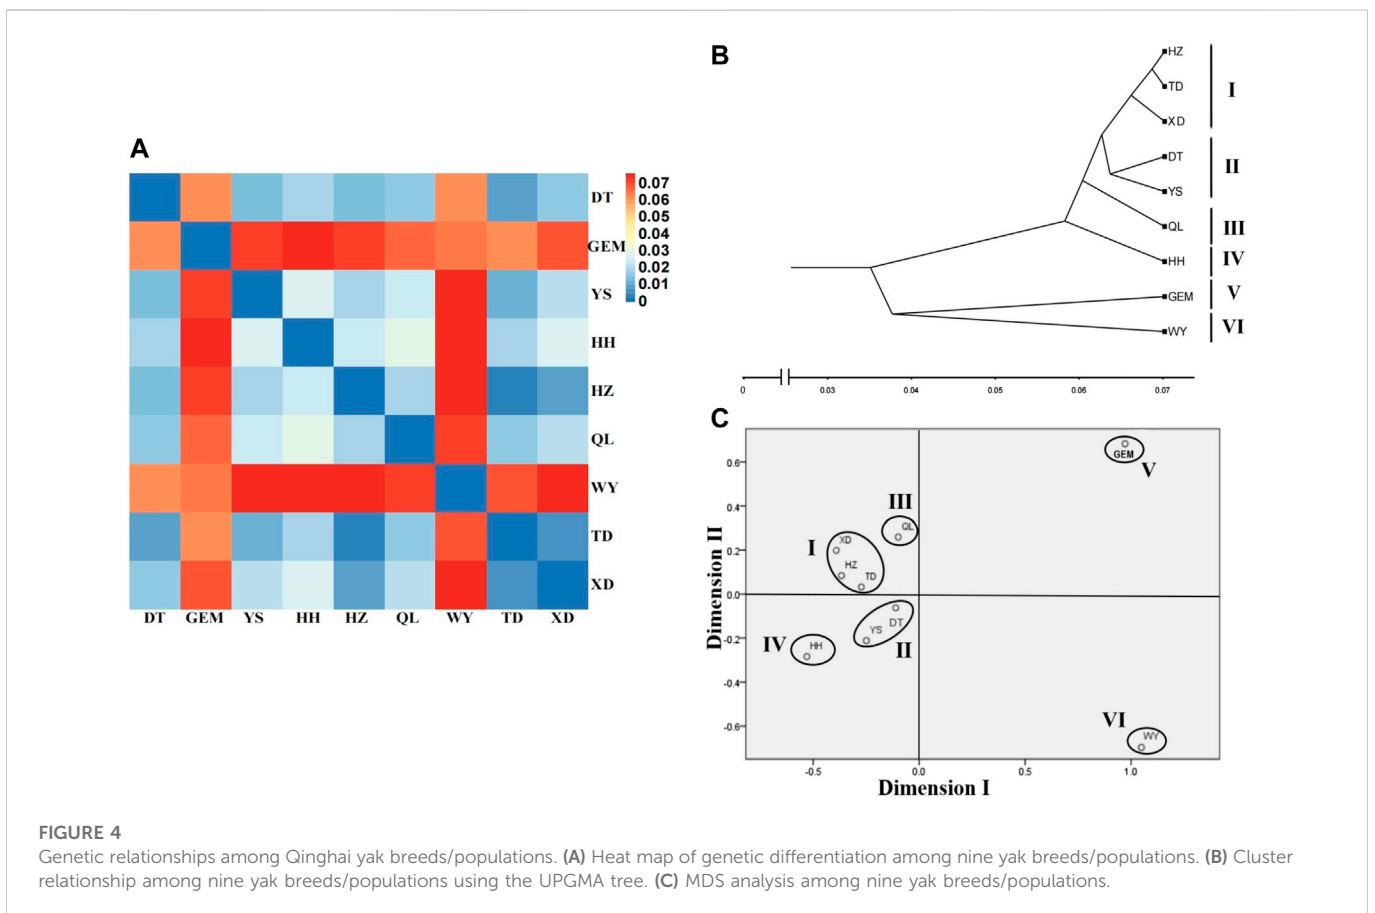 A
0.07
0.06
0.05
0.04
0.03
0.02
0.01
0
DT
GEM
YS
HH
HZ
QL
WY
TD
XD
DT GEM YS HH HZ QL WY TD XD
B
HZ
TD
XD
DT
YS
QL
HH
GEM
WY
I
II
III
IV
V
VI
0 0.03 0.04 0.05 0.06 0.07
C
Dimension II
0.6
0.4
0.2
0.0
-0.2
-0.4
-0.6
GEM
V
III
QL
I
XD
HZ
TD
YS
DT
II
IV
HH
VI
WY
-0.5 0.0 0.5 1.0
Dimension I
FIGURE 4
Genetic relationships among Qinghai yak breeds/populations. (A) Heat map of genetic differentiation among nine yak breeds/populations. (B) Cluster
relationship among nine yak breeds/populations using the UPGMA tree. (C) MDS analysis among nine yak breeds/populations.